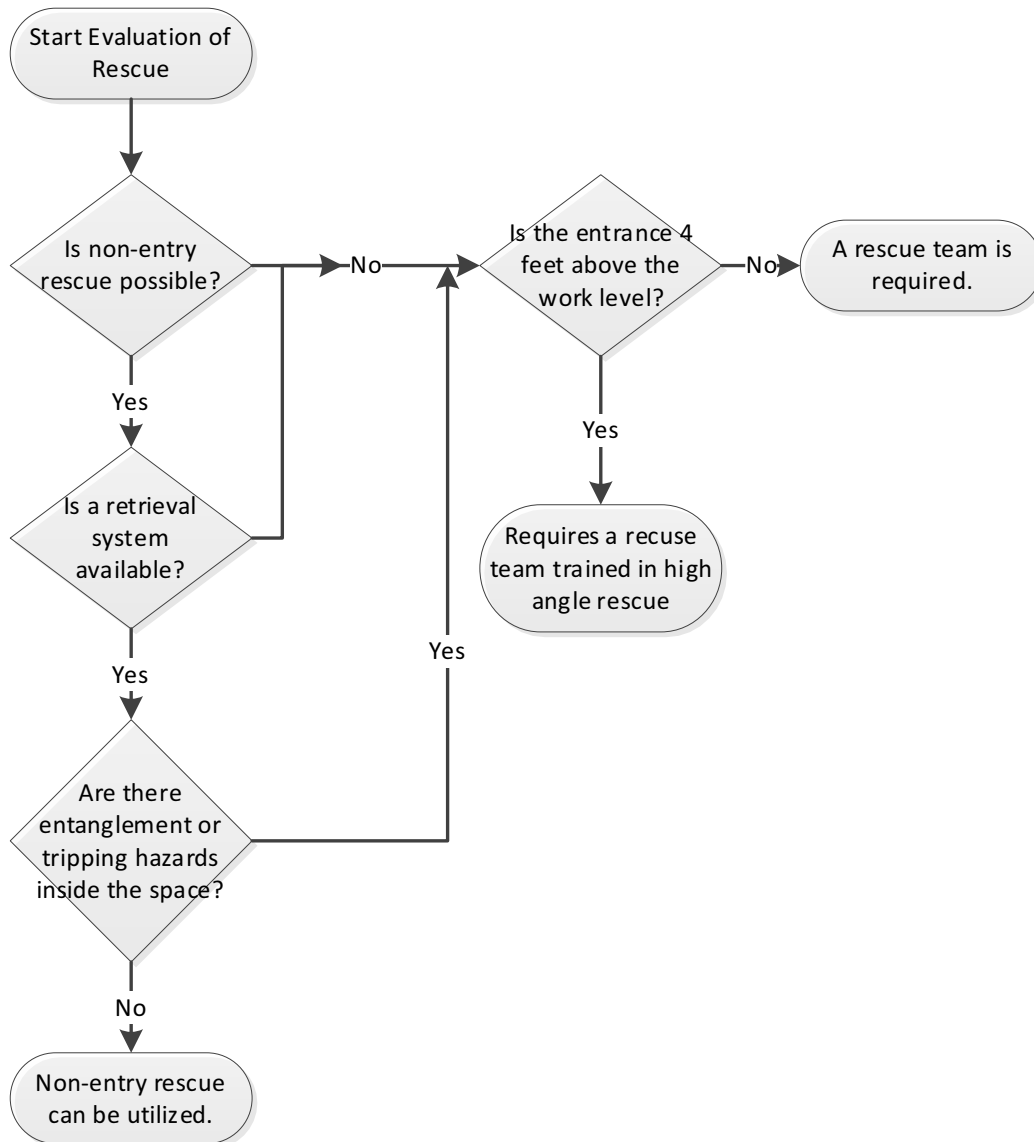 Start Evaluation of
Rescue
Is non-entry
rescue possible?
No
Is the entrance 4
feet above the
work level?
No
A rescue team is
required.
Yes
Yes
Is a retrieval
system
available?
Requires a recuse
team trained in high
angle rescue
Yes
Yes
Are there
entanglement or
tripping hazards
inside the space?
No
Non-entry rescue
can be utilized.